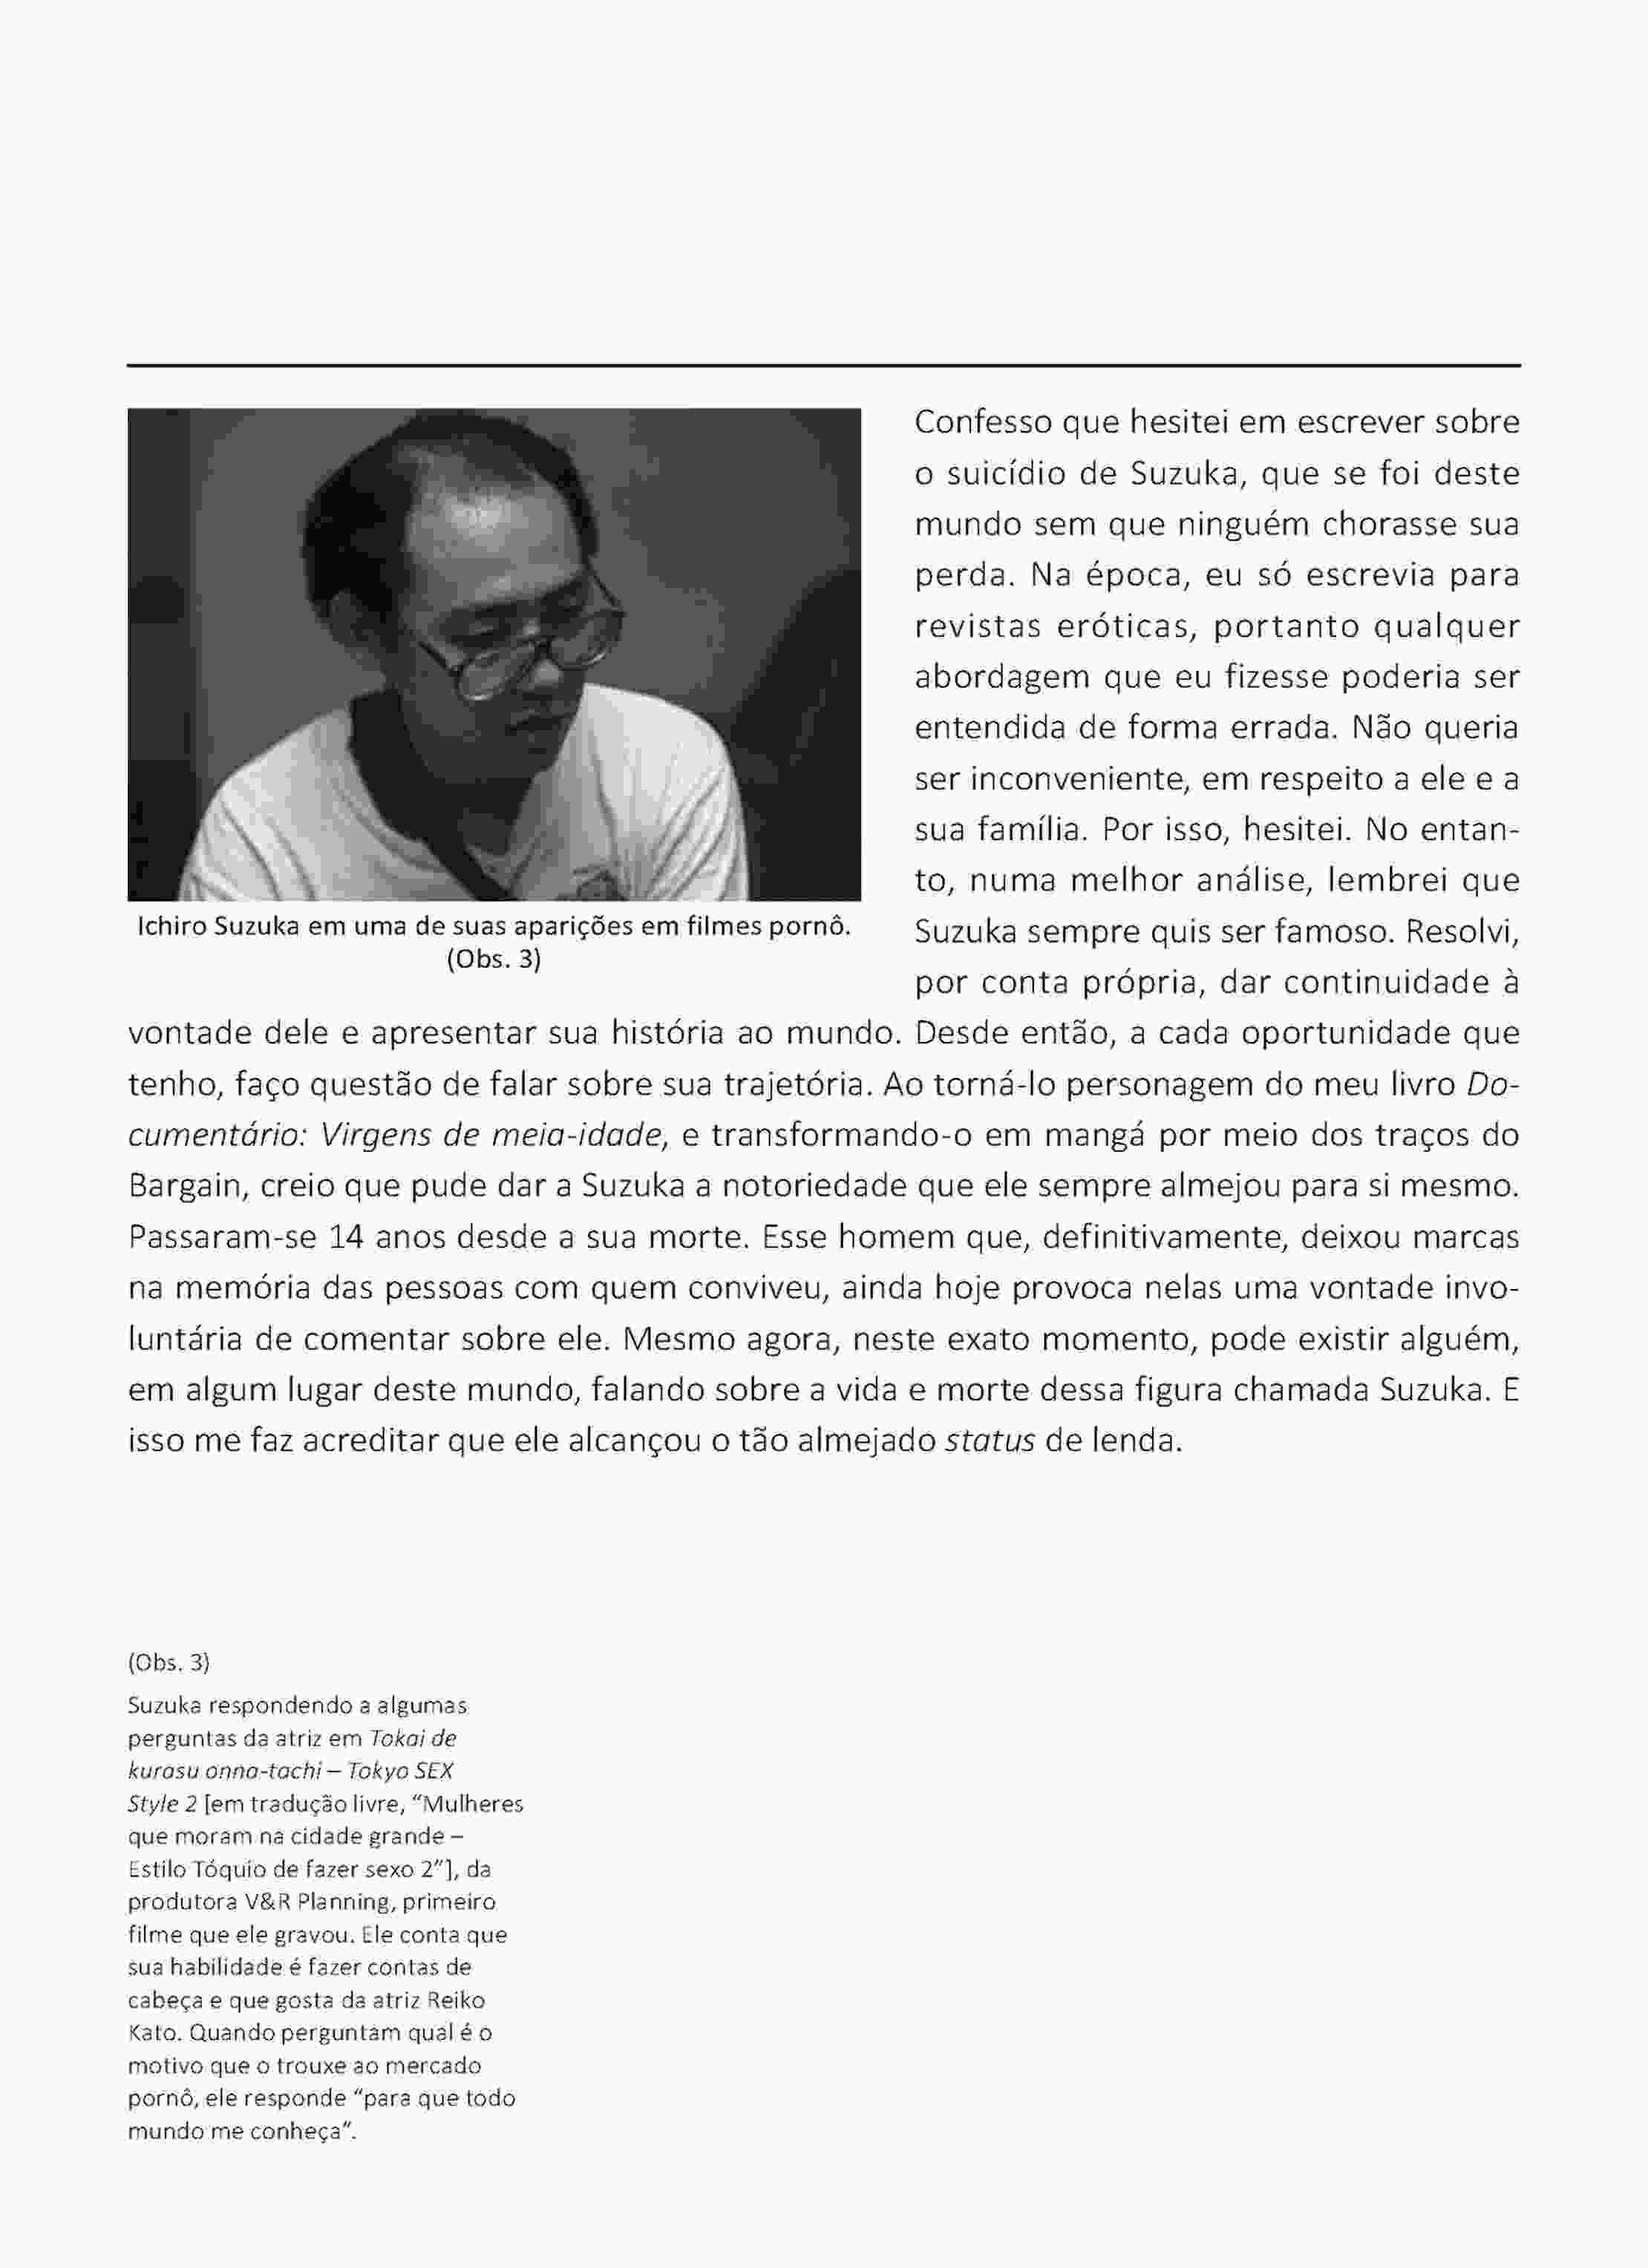 Ichiro Suzuka em uma de suas aparições em filmes pornô.
(Obs. 3)
Confesso que hesitei em escrever sobre
o suicídio de Suzuka, que se foi deste
mundo sem que ninguém chorasse sua
perda. Na época, eu só escrevia para
revistas eróticas, portanto qualquer
abordagem que eu fizesse poderia ser
entendida de forma errada. Não queria
ser inconveniente, em respeito a ele e a
sua família. Por isso, hesitei. No entan-
to, numa melhor análise, lembrei que
Suzuka sempre quis ser famoso. Resolvi,
por conta própria, dar continuidade à
vontade dele e apresentar sua história ao mundo. Desde então, a cada oportunidade que
tenho, faço questão de falar sobre sua trajetória. Ao torná-lo personagem do meu livro Do-
cumentário: Virgens de meia-idade, e transformando-o em mangá por meio dos traços do
Bargain, creio que pude dar a Suzuka a notoriedade que ele sempre almejou para si mesmo.
Passaram-se 14 anos desde a sua morte. Esse homem que, definitivamente, deixou marcas
na memória das pessoas com quem conviveu, ainda hoje provoca nelas uma vontade invo-
luntária de comentar sobre ele. Mesmo agora, neste exato momento, pode existir alguém,
em algum lugar deste mundo, falando sobre a vida e morte dessa figura chamada Suzuka. E
isso me faz acreditar que ele alcançou o tão almejado status de lenda.
(Obs. 3)
Suzuka respondendo a algumas
perguntas da atriz em Tokai de
kurasu onna-tachi – Tokyo SEX
Style 2 [em tradução livre, “Mulheres
que moram na cidade grande –
Estilo Tóquio de fazer sexo 2”], da
produtora V&R Planning, primeiro
filme que ele gravou. Ele conta que
sua habilidade é fazer contas de
cabeça e que gosta da atriz Reiko
Kato. Quando perguntam qual é o
motivo que o trouxe ao mercado
pornô, ele responde “para que todo
mundo me conheça”.